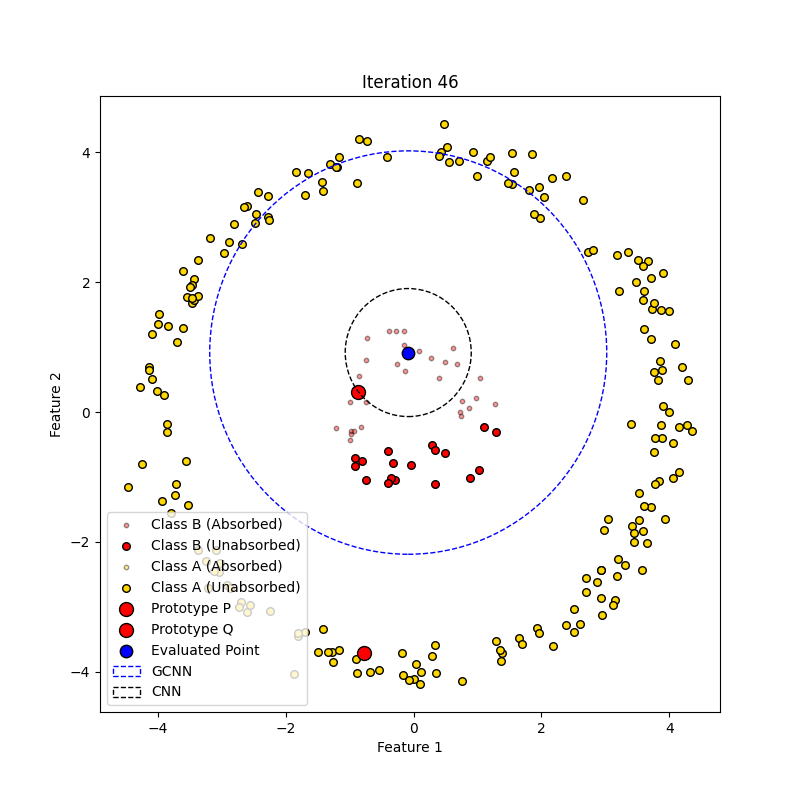 Iteration 46
Feature 2
4
2
0
−2
−4
Class B (Absorbed)
Class B (Unabsorbed)
Class A (Absorbed)
Class A (Unabsorbed)
Prototype P
Prototype Q
Evaluated Point
GCNN
CNN
−4 −2 0 2 4
Feature 1